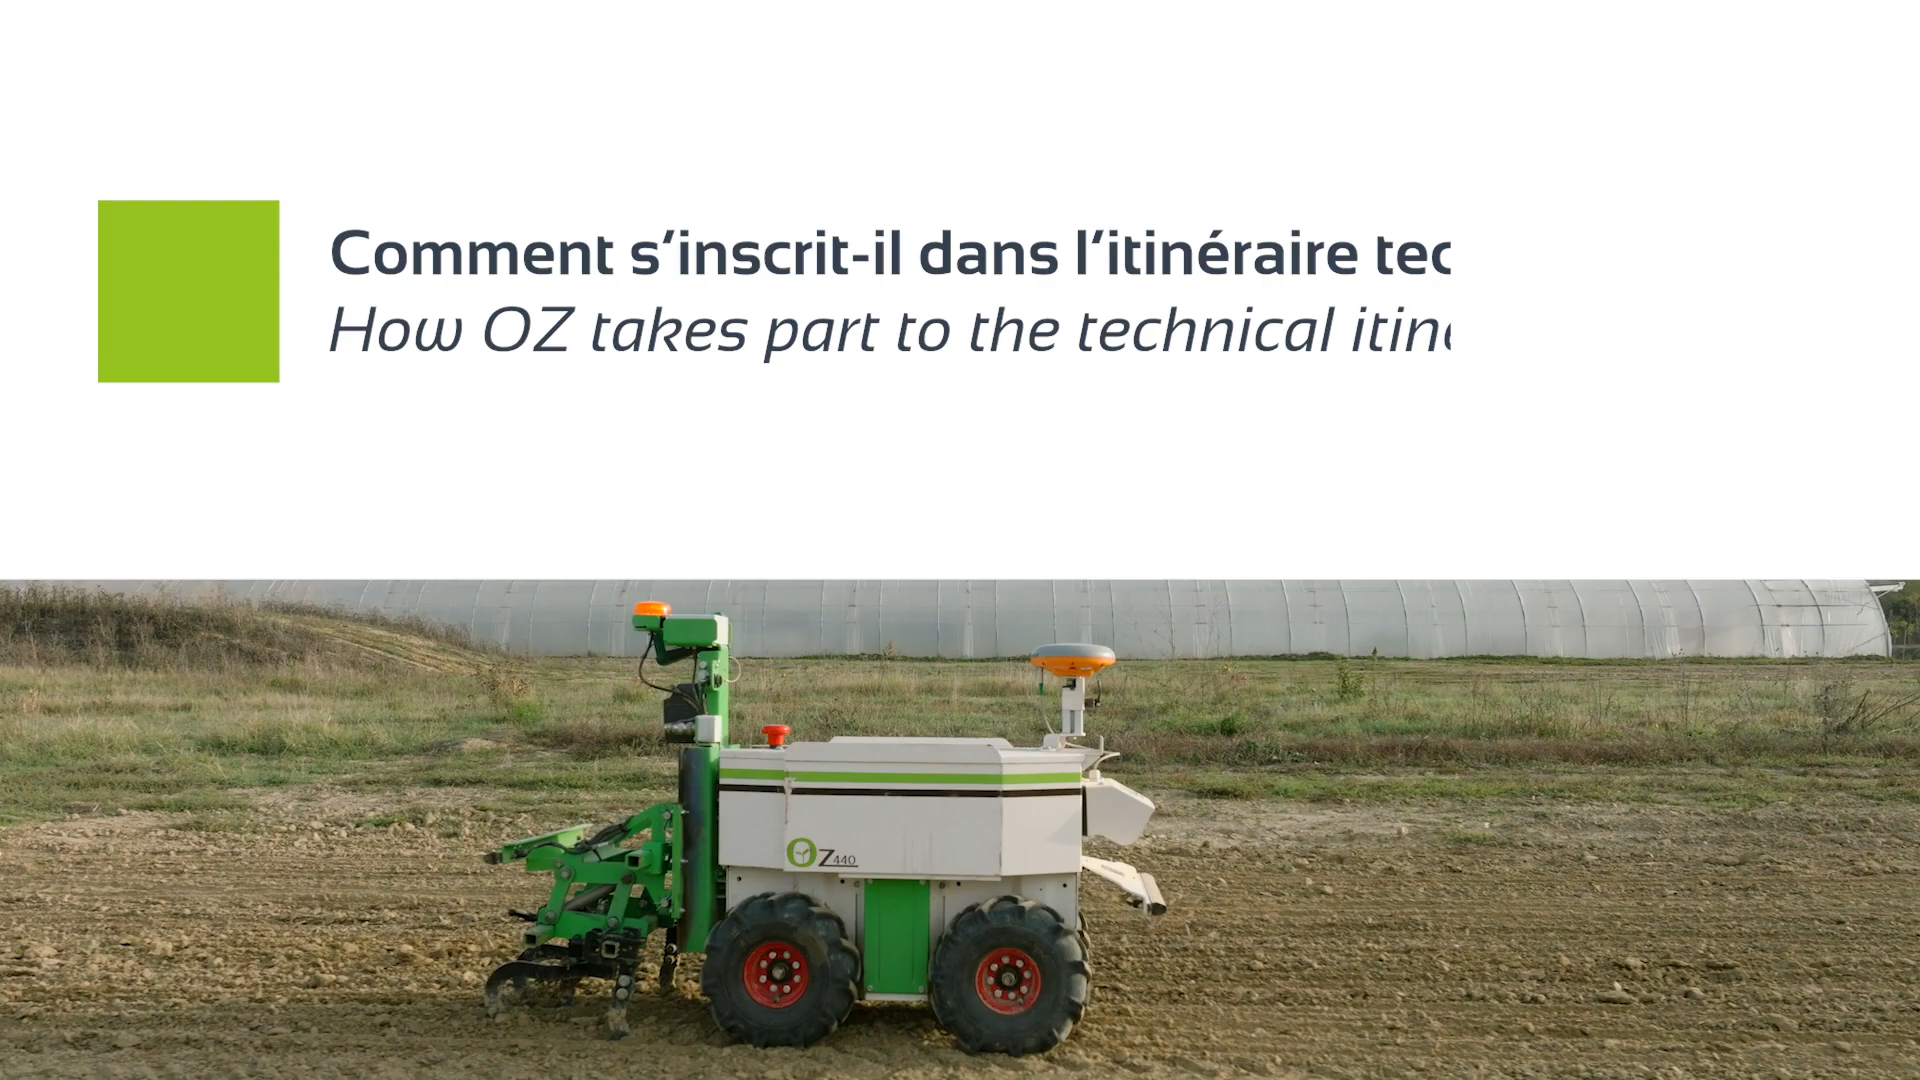 Comment s‘inscrit-il dans l‘itinéraire tec
How OZ takes part to the technical itin
OZ440